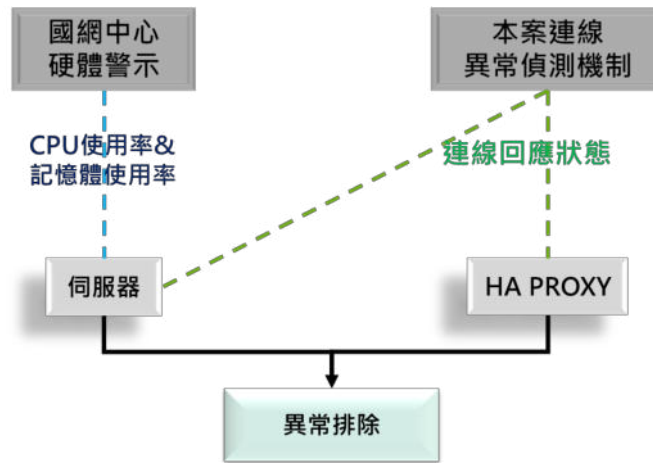 國網中心
硬體警示
本案連線
異常偵測機制
CPU使用率&
記憶體使用率
連線回應狀態
伺服器
HA PROXY
異常排除